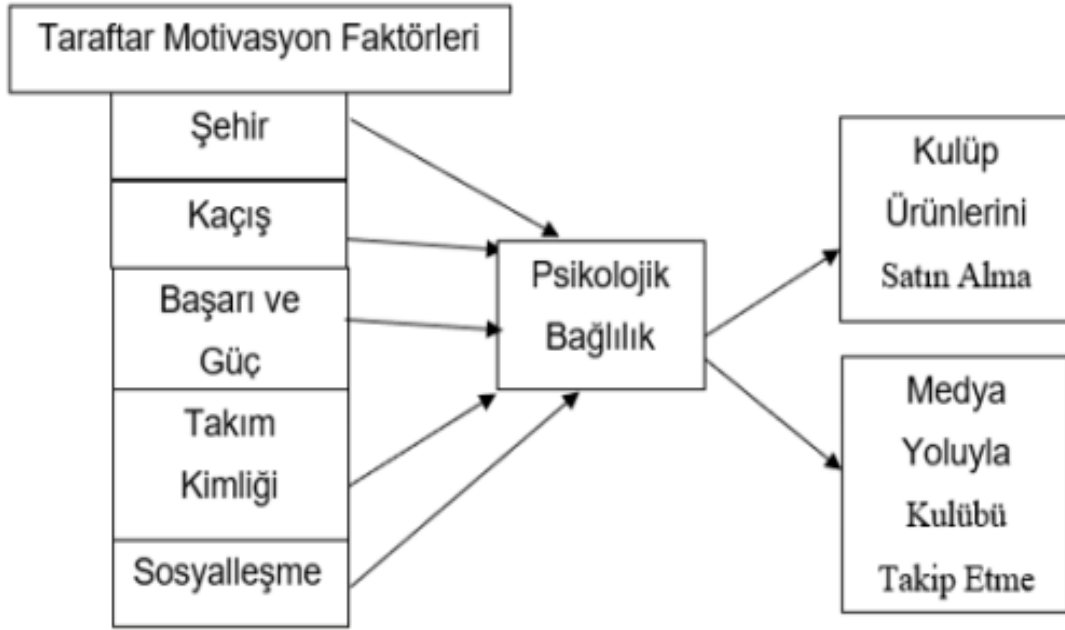 Taraftar Motivasyon Faktörleri
Şehir
Kaçış
Başarı ve
Güç
Takım
Kimliği
Sosyalleşme
Psikolojik
Bağlılık
Kulüp
Ürünlerini
Satın Alma
Medya
Yoluyla
Kulübü
Takip Etme